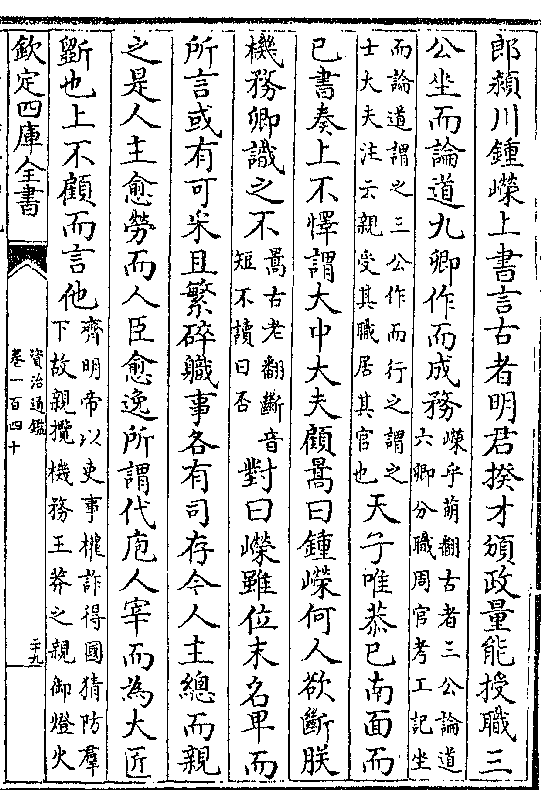 郎潁川鍾嶸上書言古者明君揆才頒政量能授職三
公坐而論道九卿作而成務嶸乎萌翻古者三公論道六卿分職周官考工記坐
而論道謂之三公作而行之謂之士大夫注云親受其職居其官也天子唯恭已南面而
已書奏上不懌謂太中大夫顧暠曰鍾嶸何人欲斷朕
機務卿識之不暠古老翻斷音短不讀曰否對曰嶸雖位末名卑而
所言或有可采且繁碎職事各有司存今人主總而親
之是人主愈勞而人臣愈逸所謂代庖人宰而為大匠
斵也上不顧而言他齊明帝以吏事權詐得國猜防羣下故親攬機務王莽之親御燈火
欽定四庫全書
資治通鑑
卷一百四十
二十九